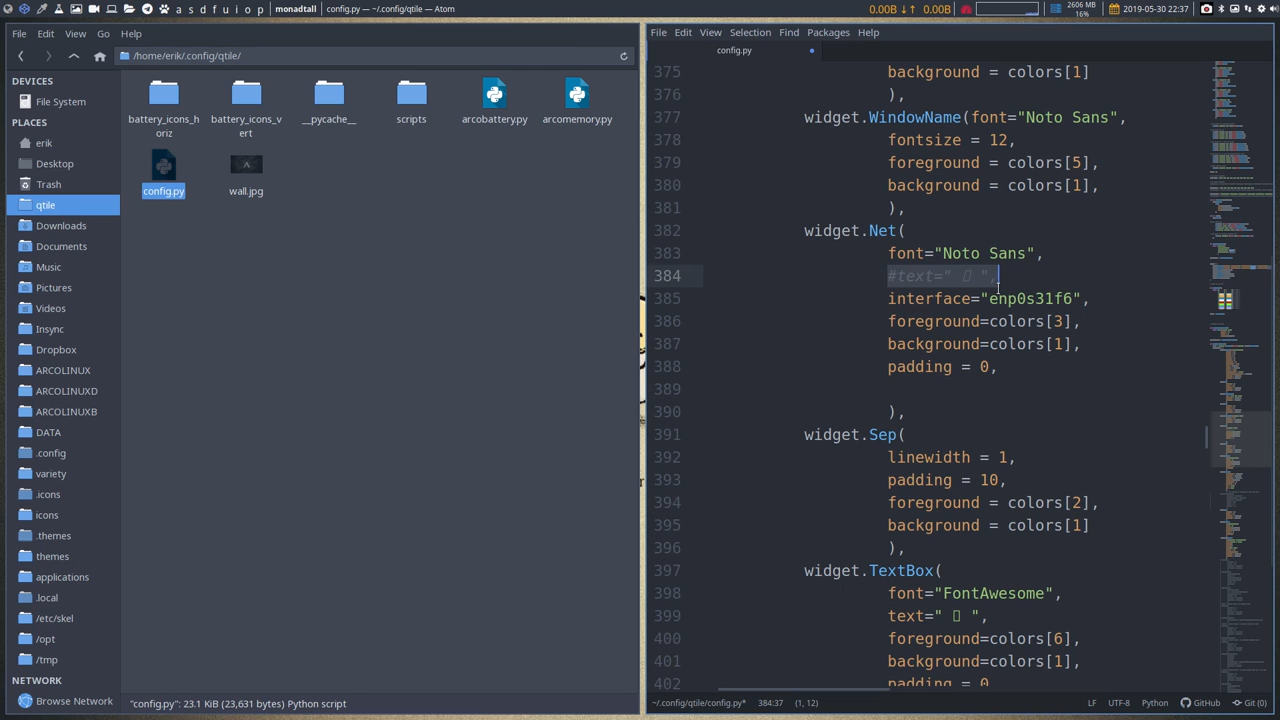 a s d f u i o p | monadtall | config.py — ~/.config/qtile — Atom
0.00B ↓↑ 0.00B
2606 MB
16%
2019-05-30 22:37
File Edit View Go Help
/home/erik/.config/qtile/
DEVICES
File System
PLACES
erik
Desktop
Trash
qtile
Downloads
Documents
Music
Pictures
Videos
Insync
Dropbox
ARCOLINUX
ARCOLINUXD
ARCOLINUXB
DATA
.config
variety
.icons
icons
.themes
themes
applications
.local
/etc/skel
/opt
/tmp
NETWORK
Browse Network
battery_icons_h
oriz
battery_icons_v
ert
__pycache__
scripts
arcobattery.py
arcomemory.py
config.py
wall.jpg
"config.py": 23.1 KiB (23,631 bytes) Python script
File Edit View Selection Find Packages Help
config.py
375 background = colors[1]
376 ),
377 widget.WindowName(font="Noto Sans",
378 fontsize = 12,
379 foreground = colors[5],
380 background = colors[1],
381 ),
382 widget.Net(
383 font="Noto Sans",
384 #text="  ",
385 interface="enp0s31f6",
386 foreground=colors[3],
387 background=colors[1],
388 padding = 0,
389
390 ),
391 widget.Sep(
392 linewidth = 1,
393 padding = 10,
394 foreground = colors[2],
395 background = colors[1]
396 ),
397 widget.TextBox(
398 font="FontAwesome",
399 text="  ",
400 foreground=colors[6],
401 background=colors[1],
402 padding = 0
~/.config/qtile/config.py* 384:37 (1, 12) LF UTF-8 Python GitHub Git (0)